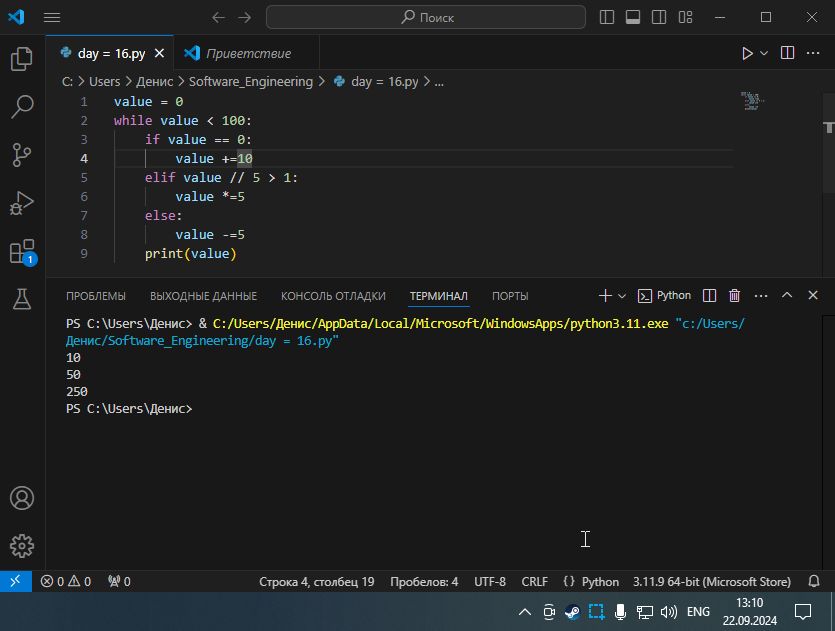 Поиск
day = 16.py
Приветствие
C: > Users > Денис > Software_Engineering > day = 16.py > ...
1 value = 0
2 while value < 100:
3 if value == 0:
4 value +=10
5 elif value // 5 > 1:
6 value *=5
7 else:
8 value -=5
9 print(value)
ПРОБЛЕМЫ ВЫХОДНЫЕ ДАННЫЕ КОНСОЛЬ ОТЛАДКИ ТЕРМИНАЛ ПОРТЫ Python
PS C:\Users\Денис> & C:/Users/Денис/AppData/Local/Microsoft/WindowsApps/python3.11.exe "c:/Users/
Денис/Software_Engineering/day = 16.py"
10
50
250
PS C:\Users\Денис>
1
0 0 0 Строка 4, столбец 19 Пробелов: 4 UTF-8 CRLF {} Python 3.11.9 64-bit (Microsoft Store)
ENG
13:10
22.09.2024